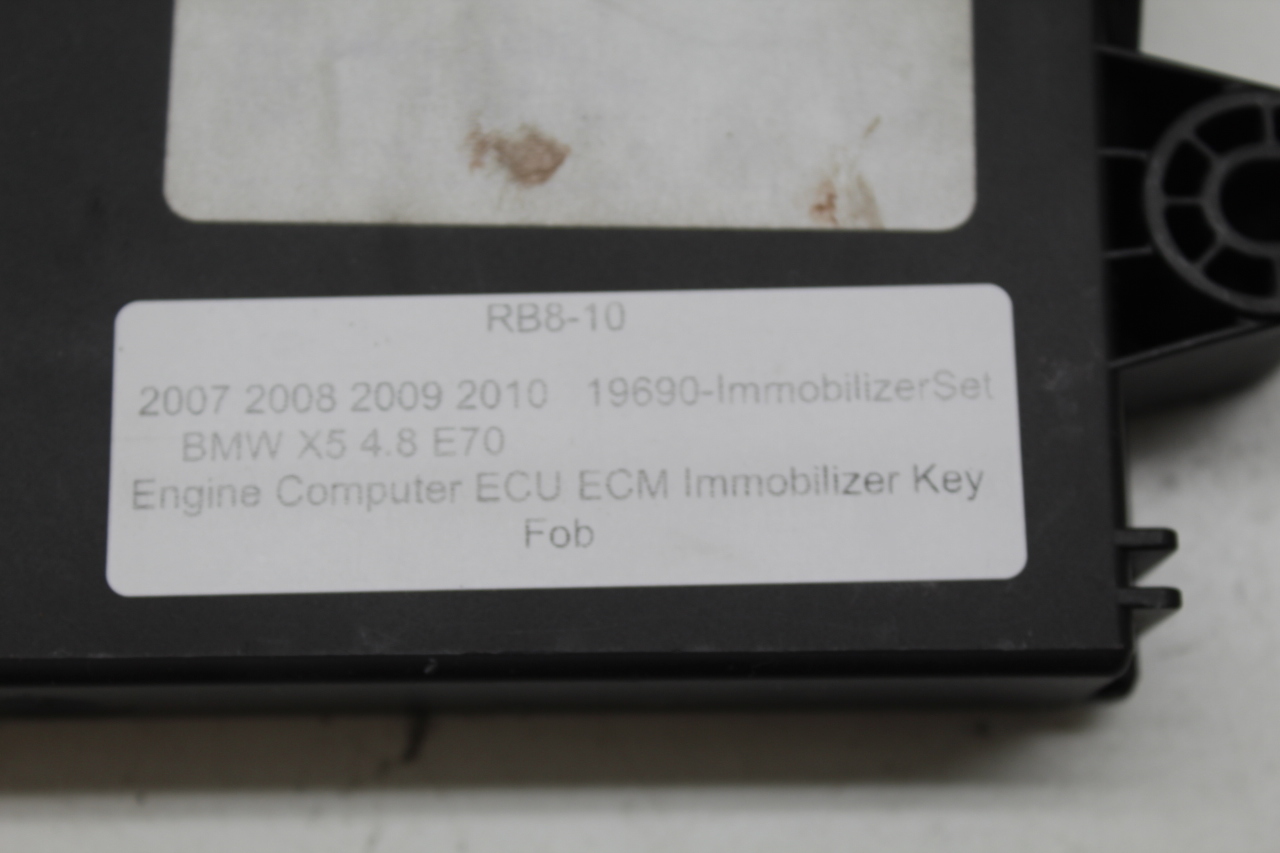 RB8-10
2007 2008 2009 2010 19690-ImmobilizerSet
BMW X5 4.8 E70
Engine Computer ECU ECM Immobilizer Key
Fob